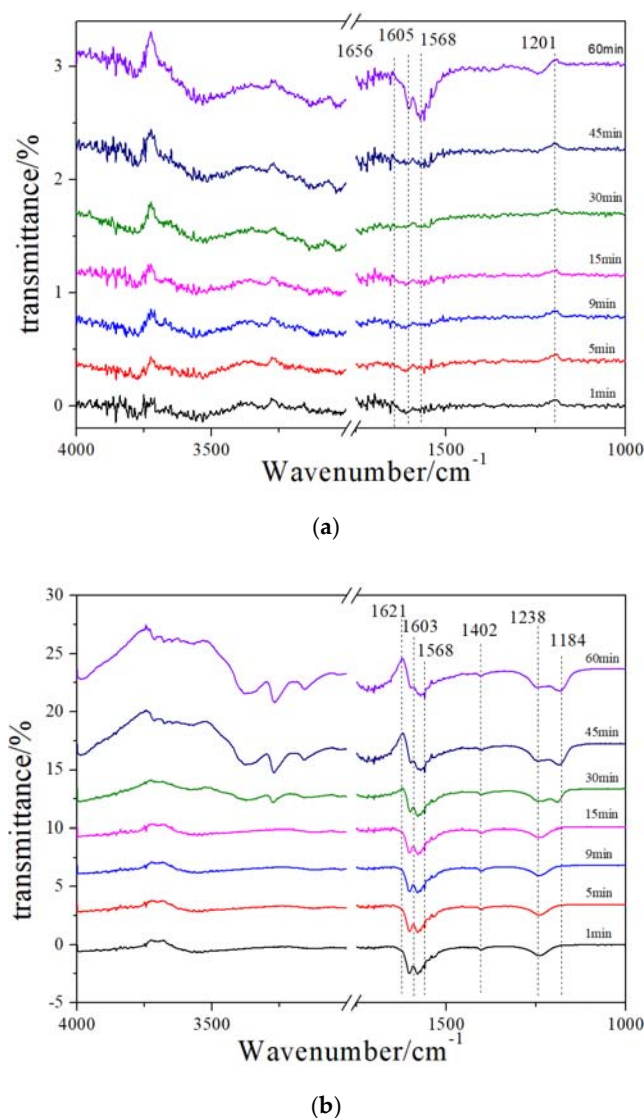 1605
1656
1568
1201
60min
3
45min
2
30min
transmittance/%
15min
1
9min
5min
0
1min
4000
3500
1500
1000
Wavenumber/cm-1
(a)
30
1621
1603
1238
1402
1568
1184
25
60min
20
45min
15
30min
transmittance/%
10
15min
9min
5
5min
0
1min
-5
4000
3500
1500
1000
Wavenumber/cm-1
(b)